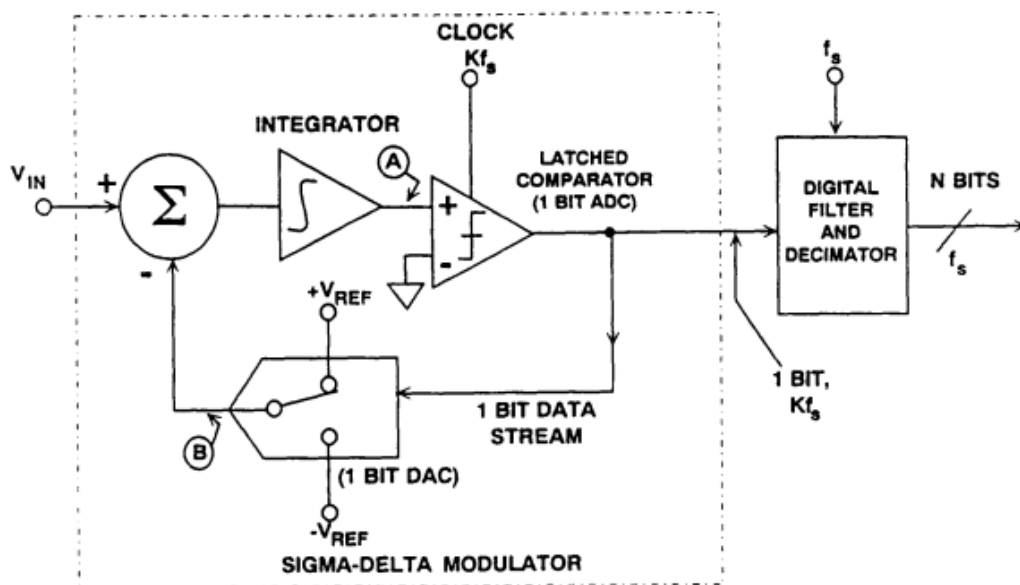 CLOCK
Kfs
fs
INTEGRATOR
A
VIN
+
Σ
-
∫
+
-
LATCHED
COMPARATOR
(1 BIT ADC)
DIGITAL
FILTER
AND
DECIMATOR
N BITS
fs
+VREF
1 BIT DATA
STREAM
1 BIT,
Kfs
B
(1 BIT DAC)
-VREF
SIGMA-DELTA MODULATOR